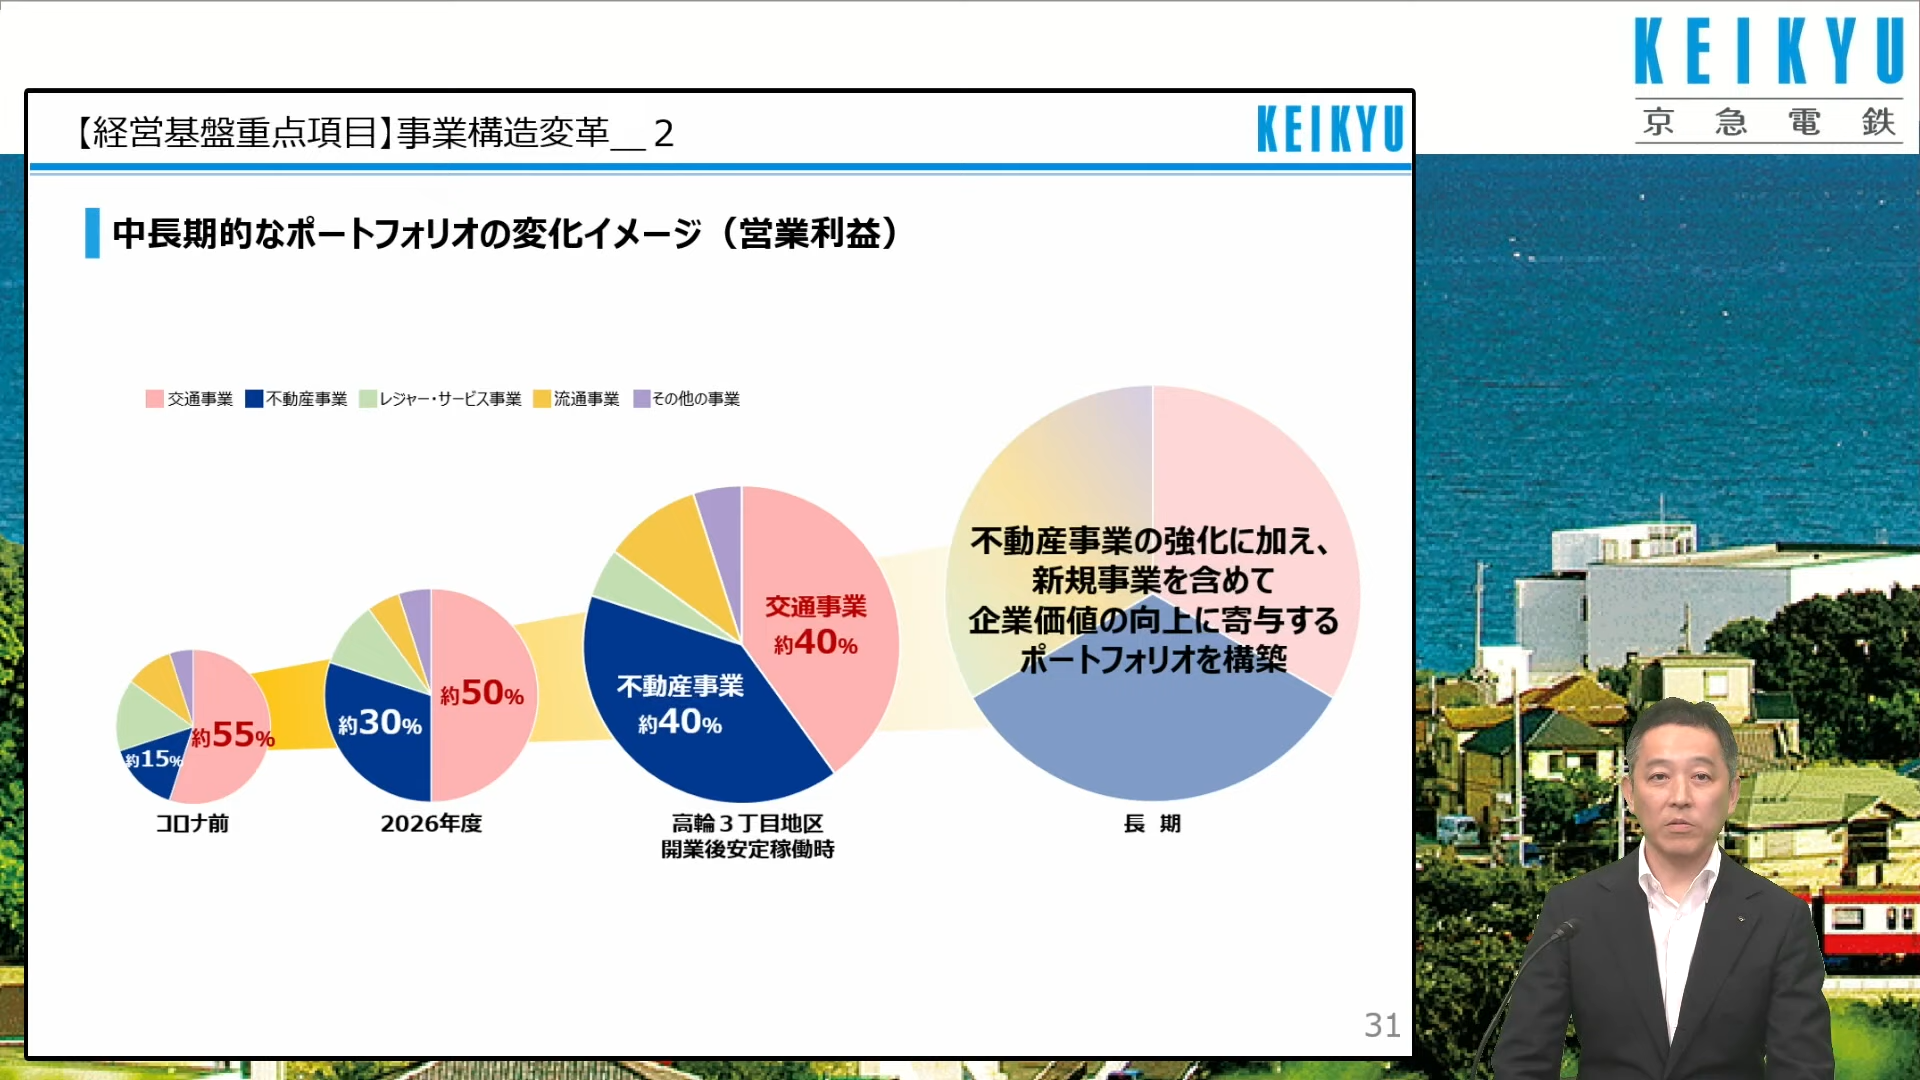 KEIKYU
京急電鉄
【経営基盤重点項目】事業構造変革__2
KEIKYU
中長期的なポートフォリオの変化イメージ（営業利益）
交通事業 不動産事業 レジャー・サービス事業 流通事業 その他の事業
約55%
約15%
コロナ前
約50%
約30%
2026年度
交通事業
約40%
不動産事業
約40%
高輪３丁目地区
開業後安定稼働時
不動産事業の強化に加え、
新規事業を含めて
企業価値の向上に寄与する
ポートフォリオを構築
長 期
31